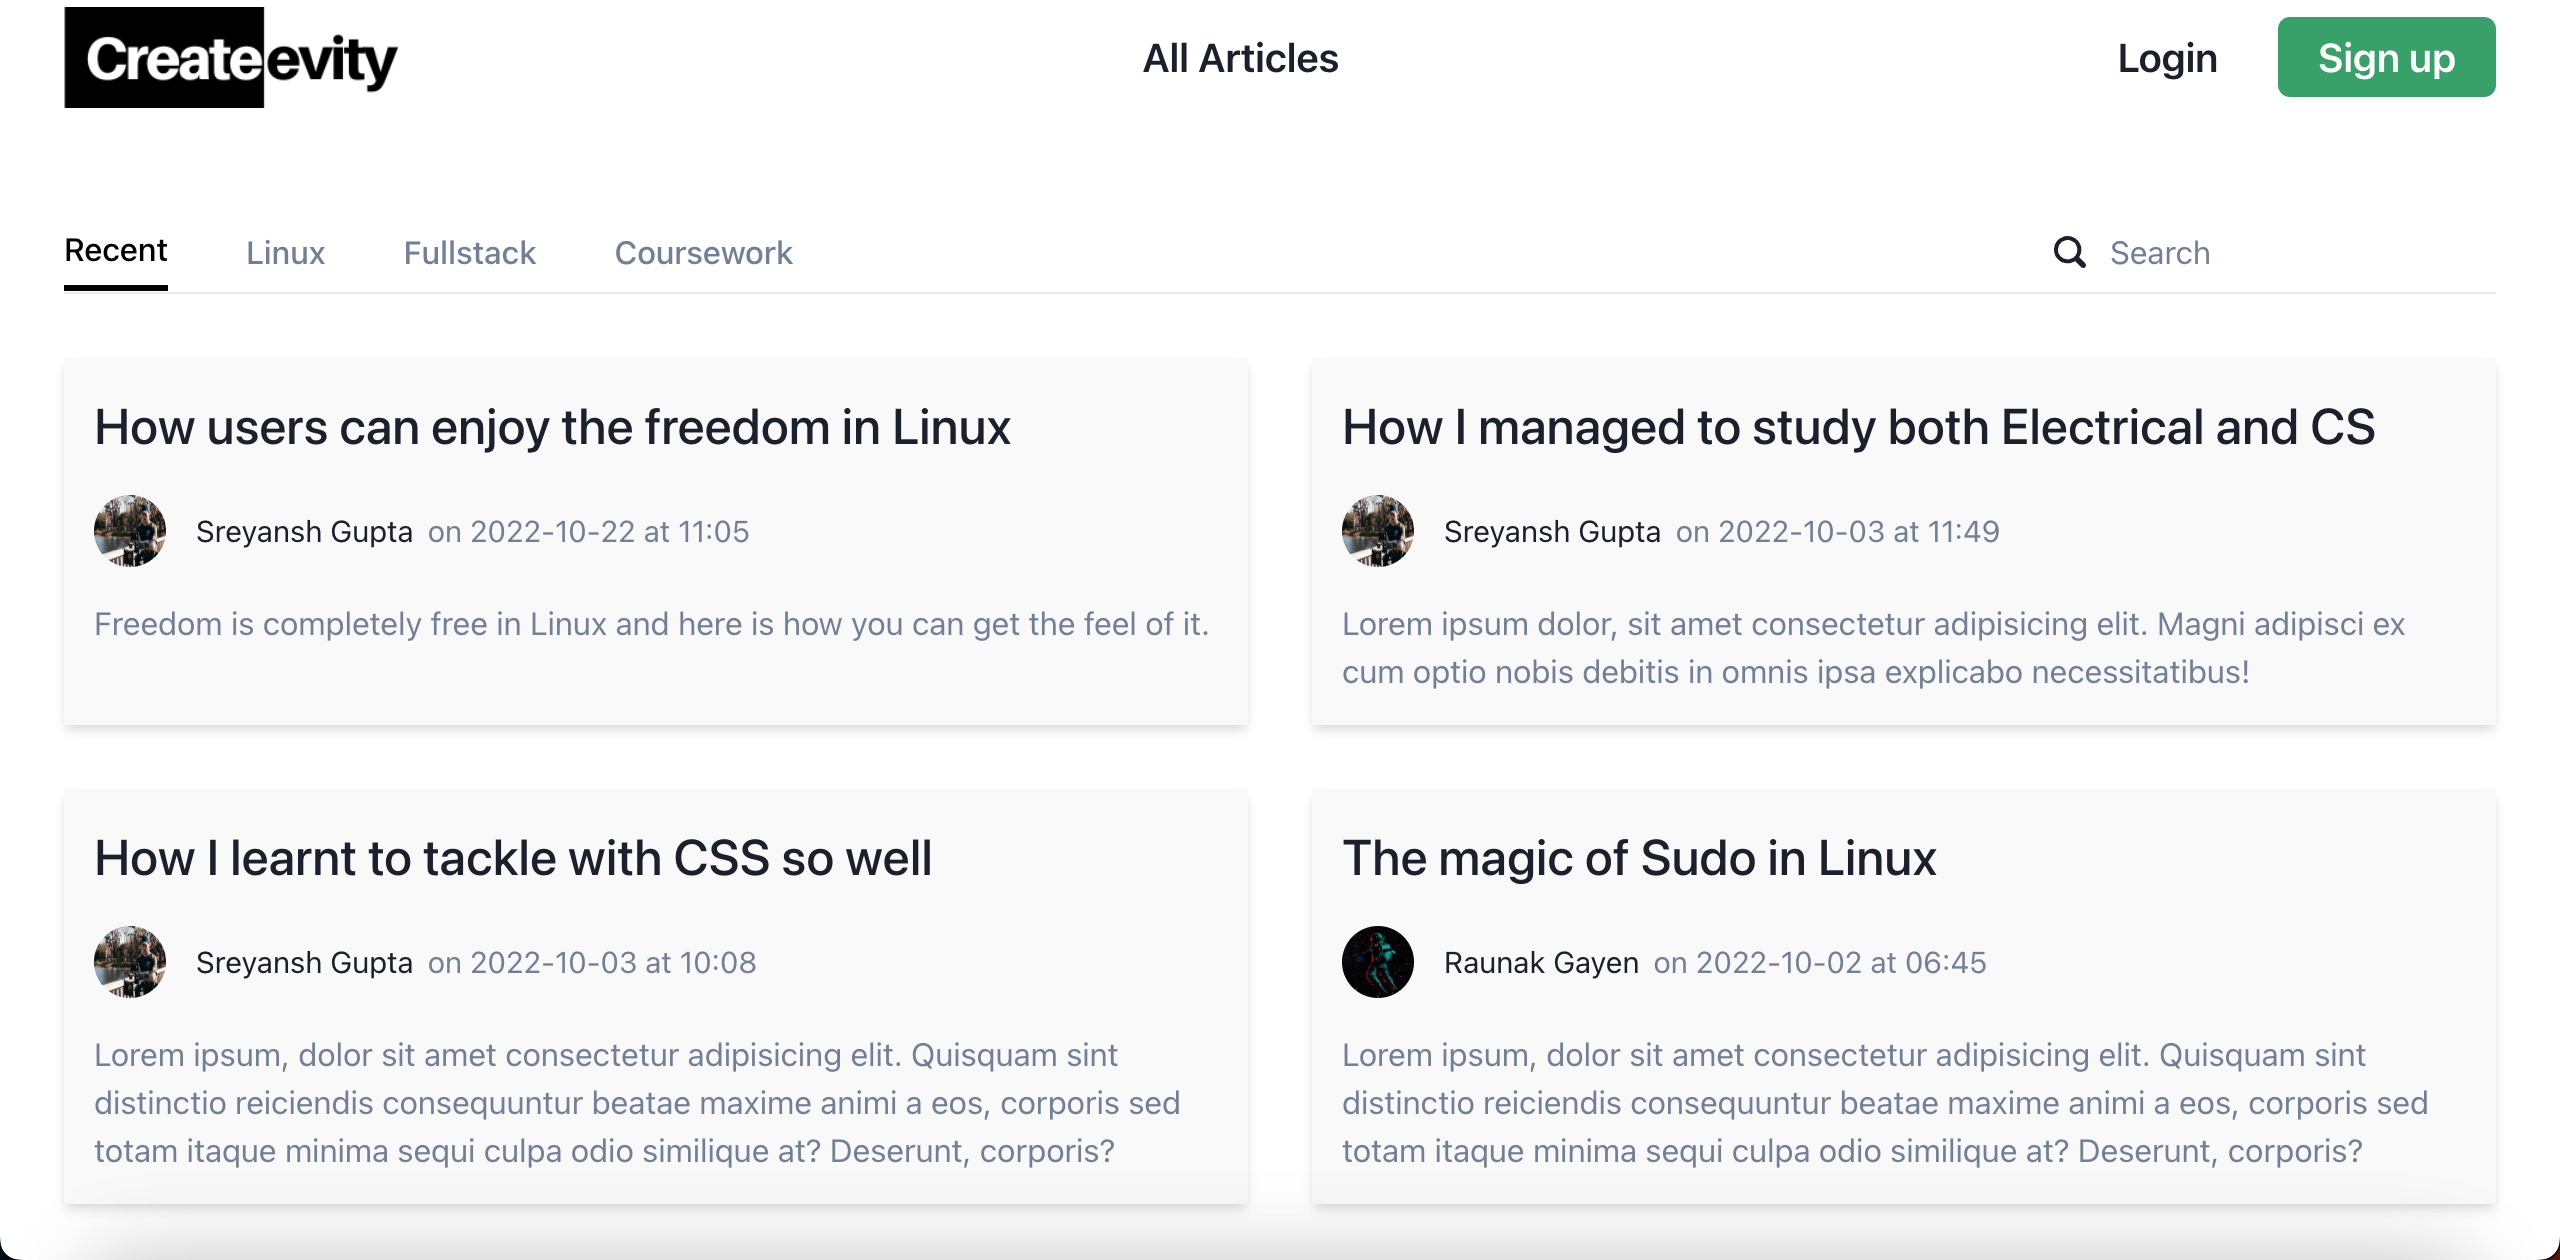 Createevity
All Articles
Login
Sign up
Recent
Linux
Fullstack
Coursework
Search
How users can enjoy the freedom in Linux
Sreyansh Gupta on 2022-10-22 at 11:05
Freedom is completely free in Linux and here is how you can get the feel of it.
How I managed to study both Electrical and CS
Sreyansh Gupta on 2022-10-03 at 11:49
Lorem ipsum dolor, sit amet consectetur adipisicing elit. Magni adipisci ex
cum optio nobis debitis in omnis ipsa explicabo necessitatibus!
How I learnt to tackle with CSS so well
Sreyansh Gupta on 2022-10-03 at 10:08
Lorem ipsum, dolor sit amet consectetur adipisicing elit. Quisquam sint
distinctio reiciendis consequuntur beatae maxime animi a eos, corporis sed
totam itaque minima sequi culpa odio similique at? Deserunt, corporis?
The magic of Sudo in Linux
Raunak Gayen on 2022-10-02 at 06:45
Lorem ipsum, dolor sit amet consectetur adipisicing elit. Quisquam sint
distinctio reiciendis consequuntur beatae maxime animi a eos, corporis sed
totam itaque minima sequi culpa odio similique at? Deserunt, corporis?